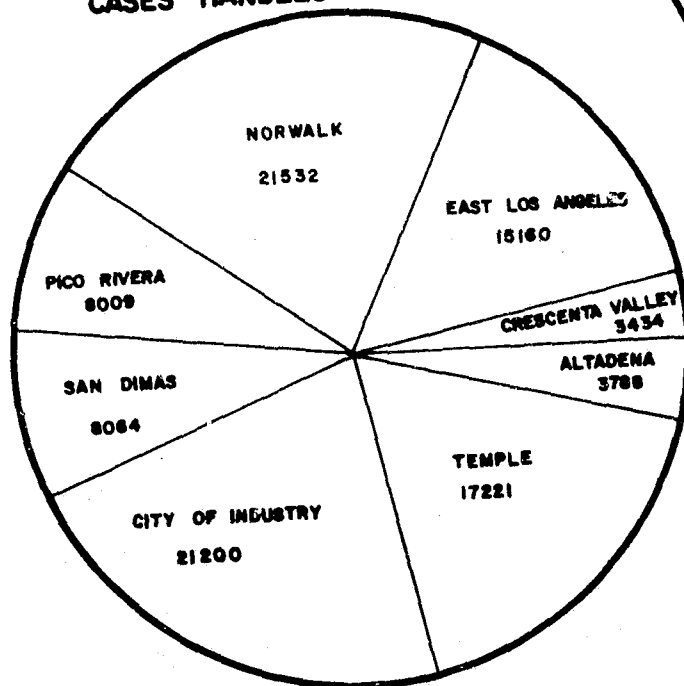 CASES HANDLED
NORWALK
21532
EAST LOS ANGELES
15160
CRESCENTA VALLEY
3434
ALTADENA
3788
TEMPLE
17221
CITY OF INDUSTRY
21200
SAN DIMAS
8064
PICO RIVERA
8009